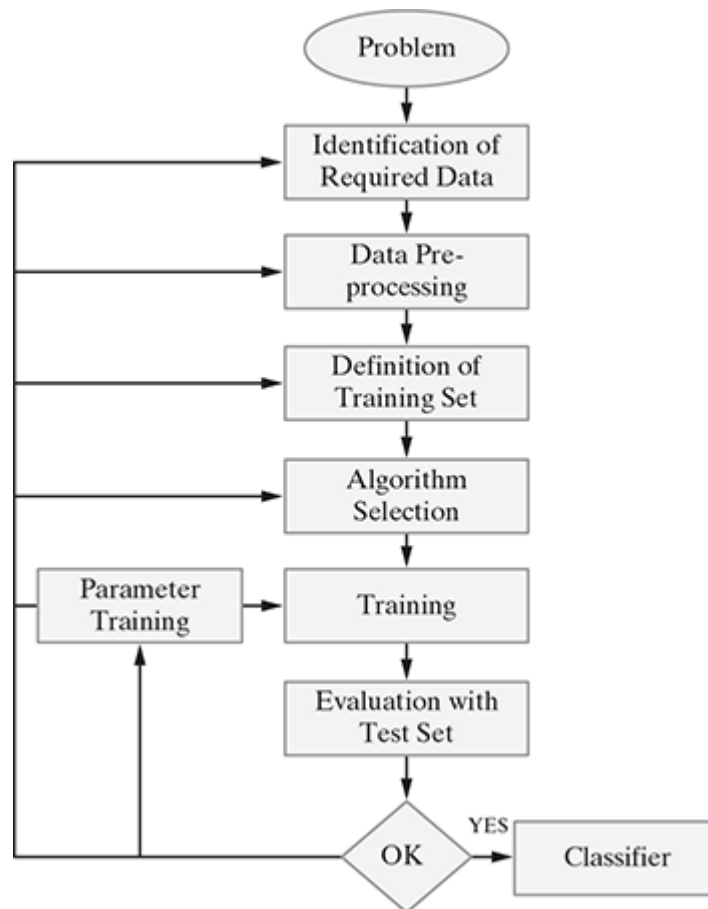 Problem
Identification of
Required Data
Data Pre-
processing
Definition of
Training Set
Algorithm
Selection
Parameter
Training
Training
Evaluation with
Test Set
OK
YES
Classifier